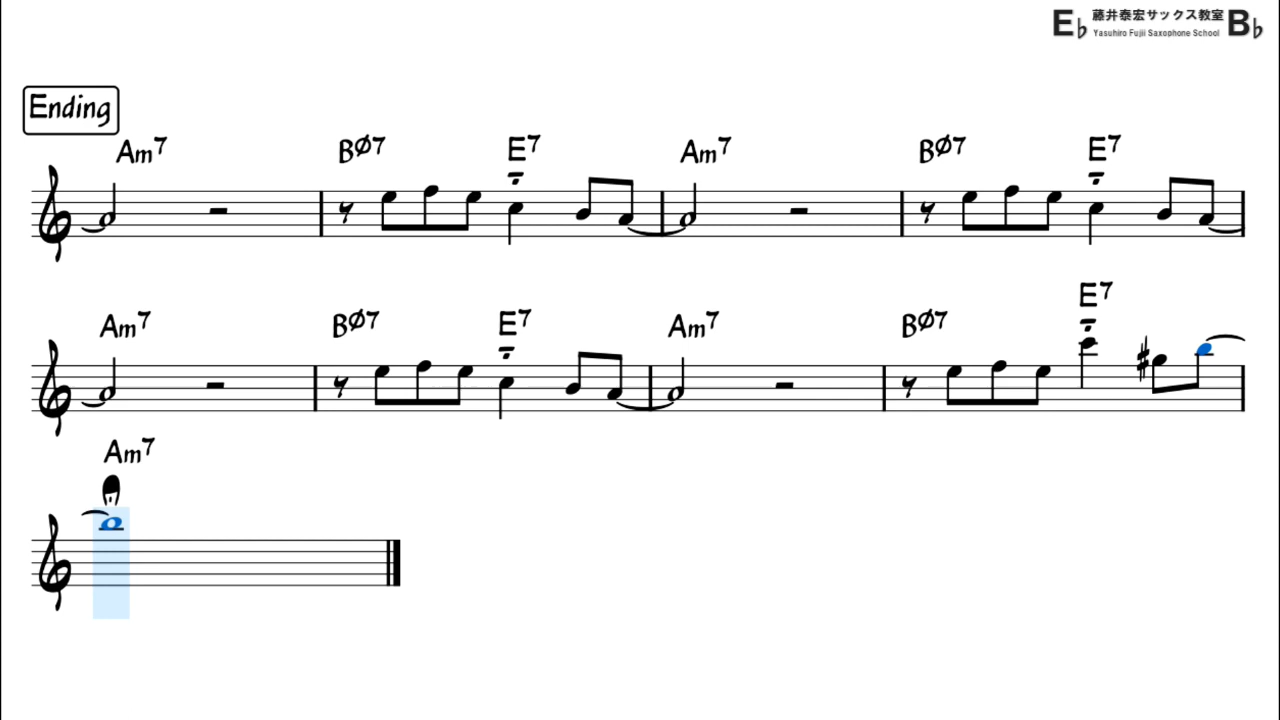 E♭ 藤井泰宏サックス教室 B♭
Yasuhiro Fujii Saxophone School
Ending
Am7 BØ7 E7 Am7 BØ7 E7
Am7 BØ7 E7 Am7 BØ7 E7
Am7